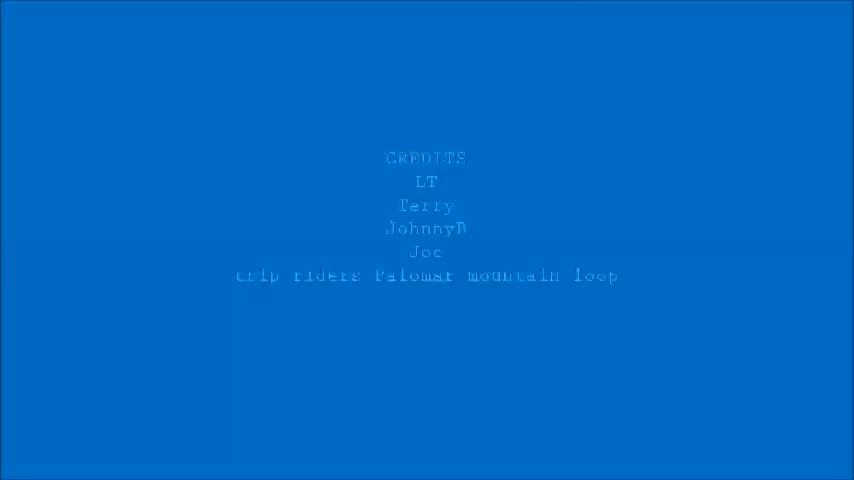 CREDITS
LT
Terry
JohnnyB
Joe
trip riders Palomar mountain loop